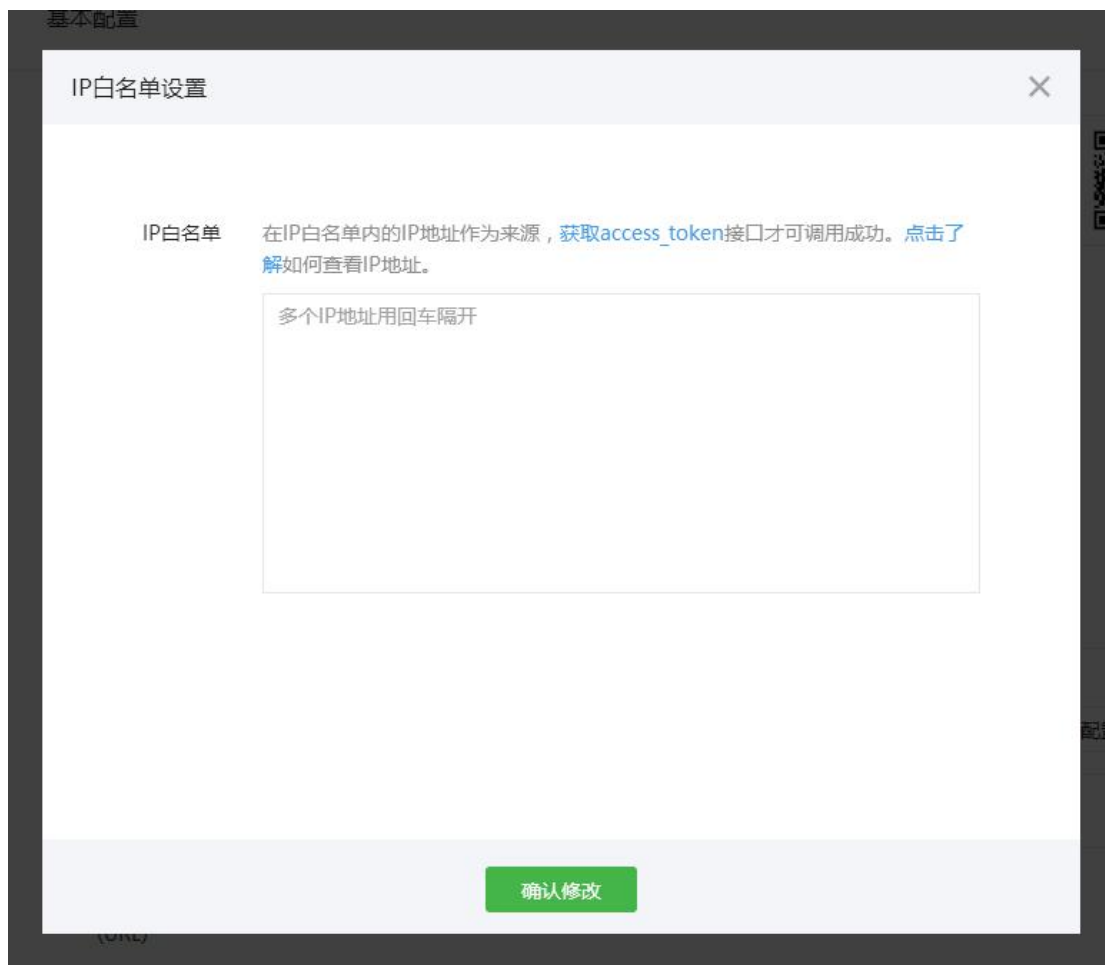 基本配置
IP白名单设置
IP白名单
在IP白名单内的IP地址作为来源，获取access_token接口才可调用成功。点击了
解如何查看IP地址。
多个IP地址用回车隔开
配置
确认修改
(URL)